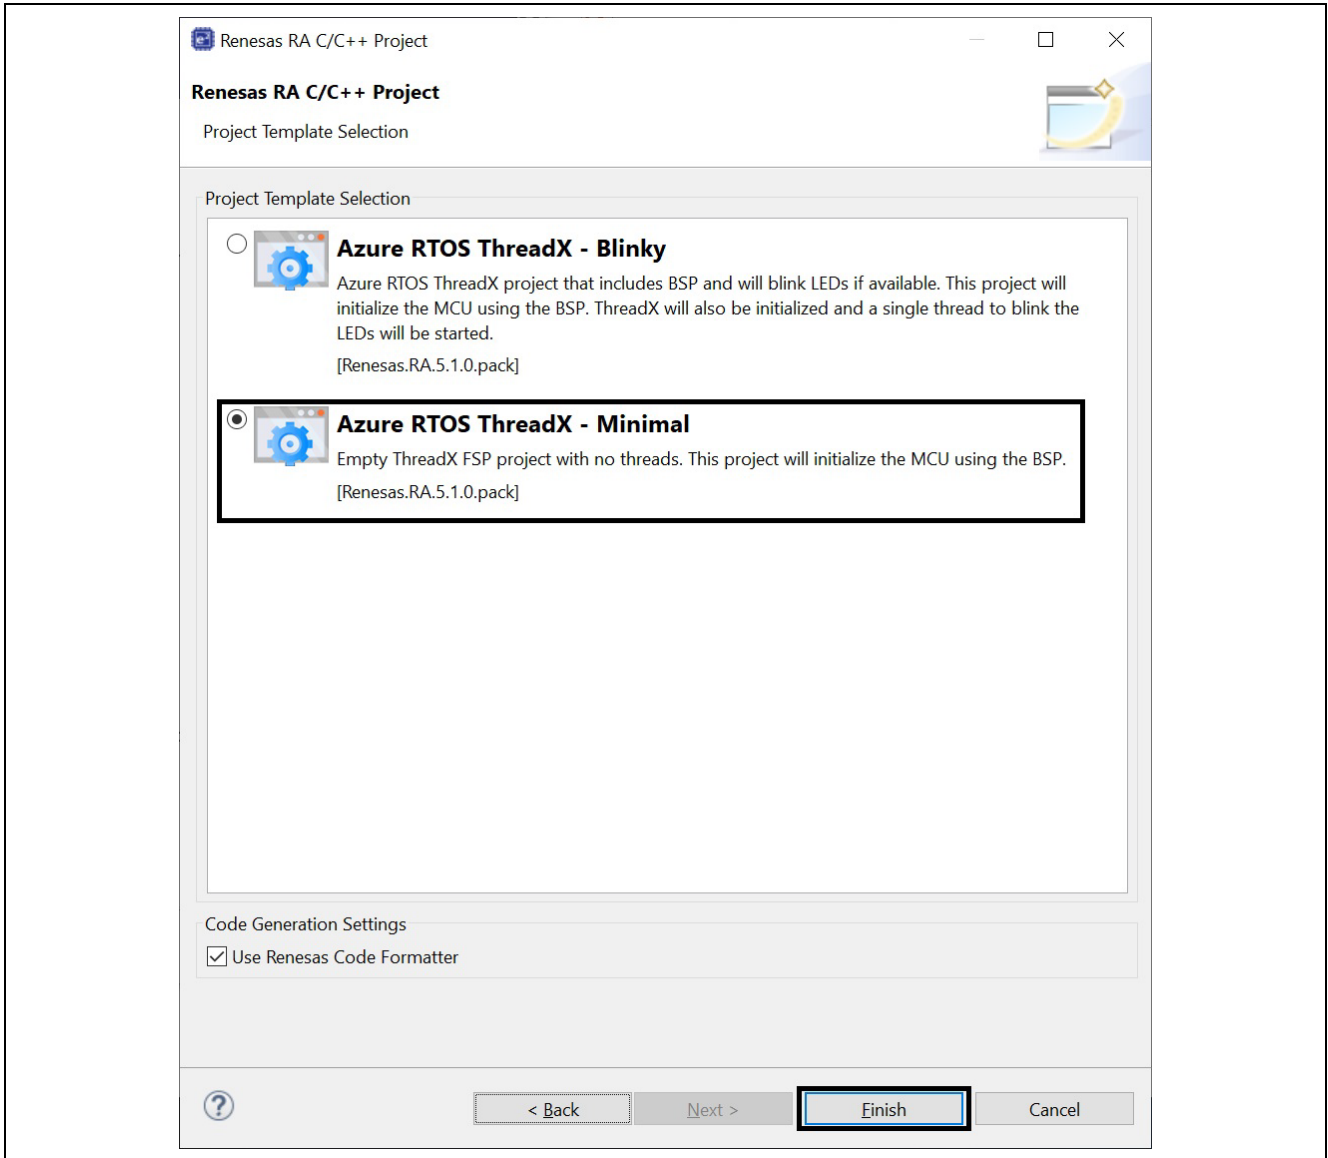 Renesas RA C/C++ Project
Renesas RA C/C++ Project
Project Template Selection
Project Template Selection
Azure RTOS ThreadX - Blinky
Azure RTOS ThreadX project that includes BSP and will blink LEDs if available. This project will
initialize the MCU using the BSP. ThreadX will also be initialized and a single thread to blink the
LEDs will be started.
[Renesas.RA.5.1.0.pack]
Azure RTOS ThreadX - Minimal
Empty ThreadX FSP project with no threads. This project will initialize the MCU using the BSP.
[Renesas.RA.5.1.0.pack]
Code Generation Settings
Use Renesas Code Formatter
< Back Next > Finish Cancel